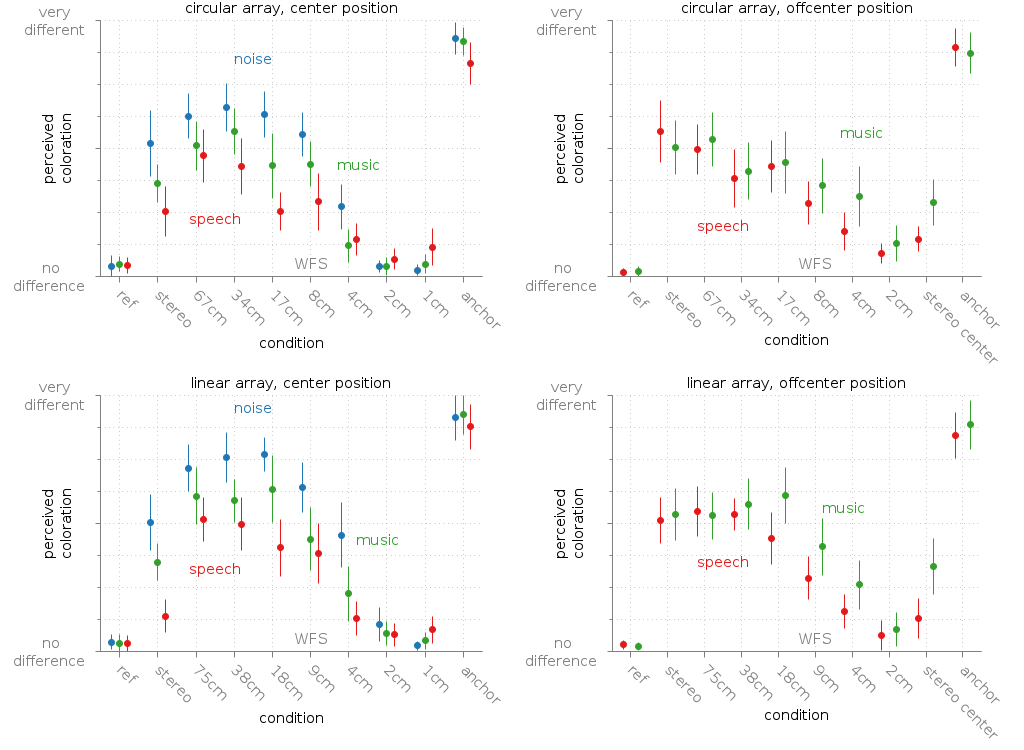 circular array, center position
very
different
noise
perceived
coloration
music
speech
WFS
no
difference
ref
stereo
67cm
34cm
17cm
8cm
4cm
2cm
1cm
anchor
condition
circular array, offcenter position
very
different
perceived
coloration
music
speech
WFS
no
difference
ref
stereo
67cm
34cm
17cm
8cm
4cm
2cm
stereo center
anchor
condition
linear array, center position
very
different
noise
perceived
coloration
music
speech
WFS
no
difference
ref
stereo
75cm
38cm
18cm
9cm
4cm
2cm
1cm
anchor
condition
linear array, offcenter position
very
different
perceived
coloration
music
speech
WFS
no
difference
ref
stereo
75cm
38cm
18cm
9cm
4cm
2cm
stereo center
anchor
condition